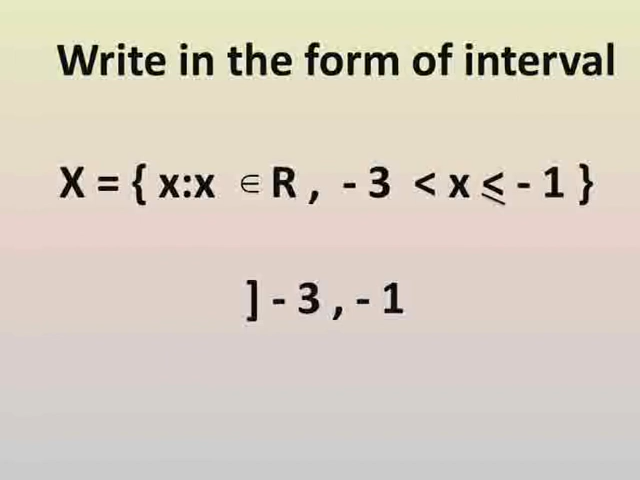 Write in the form of interval
X = { x:x ∈ R , - 3 < x ≤ - 1 }
] - 3 , - 1